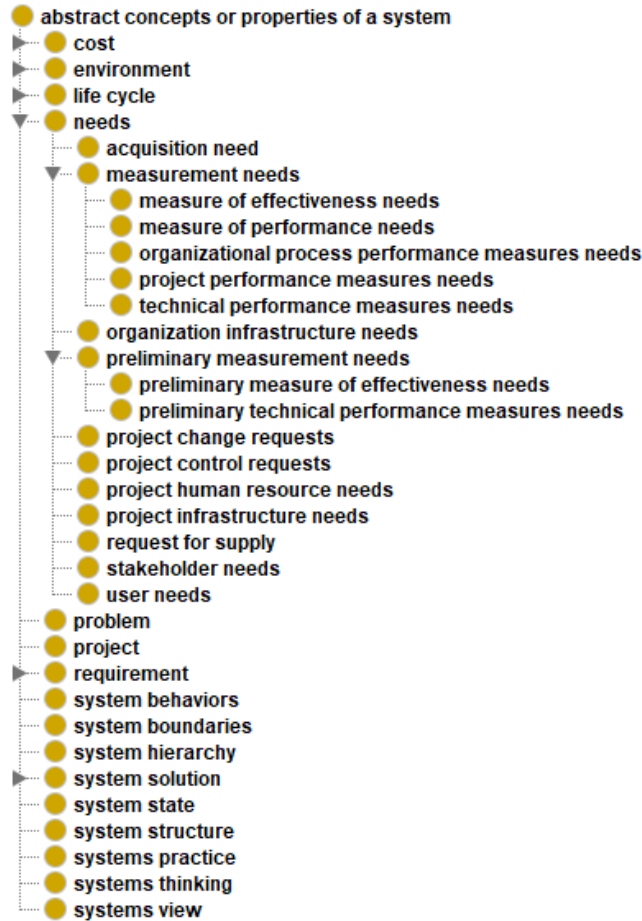 abstract concepts or properties of a system
cost
environment
life cycle
needs
acquisition need
measurement needs
measure of effectiveness needs
measure of performance needs
organizational process performance measures needs
project performance measures needs
technical performance measures needs
organization infrastructure needs
preliminary measurement needs
preliminary measure of effectiveness needs
preliminary technical performance measures needs
project change requests
project control requests
project human resource needs
project infrastructure needs
request for supply
stakeholder needs
user needs
problem
project
requirement
system behaviors
system boundaries
system hierarchy
system solution
system state
system structure
systems practice
systems thinking
systems view